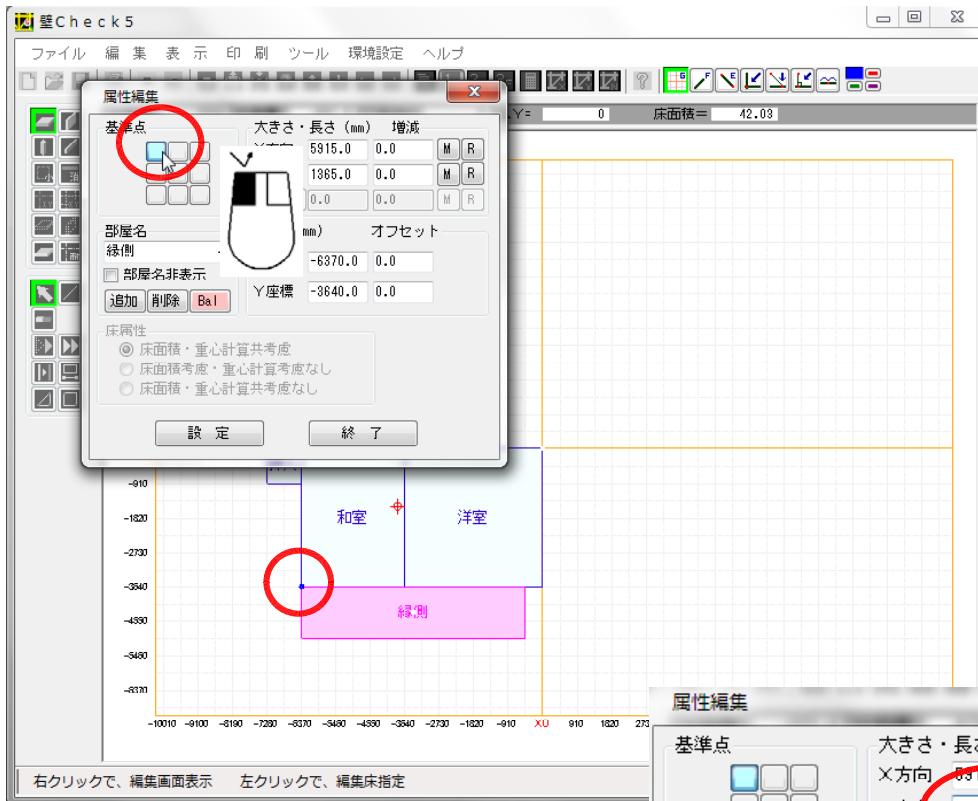 壁Ｃｈｅｃｋ５
ファイル 編 集 表 示 印 刷 ツール 環境設定 ヘルプ
Y= 0 床面積＝ 42.03
属性編集
基準点
大きさ・長さ (mm) 増減
5915.0 0.0 M R
1365.0 0.0 M R
0.0 0.0 M R
部屋名
縁側
部屋名非表示
追加 削除 Bal
mm) オフセット
-6370.0 0.0
Y座標 -3640.0 0.0
床属性
床面積・重心計算共考慮
床面積考慮・重心計算考慮なし
床面積・重心計算共考慮なし
設 定 終 了
-910
-1820
-2730
-3640
-4550
-5460
-6370
和室 洋室
縁側
-10010 -9100 -8190 -7280 -6370 -5460 -4550 -3640 -2730 -1820 -910 X0 910 1820 273
右クリックで、編集画面表示 左クリックで、編集床指定
属性編集
基準点
大きさ・長さ
X方向